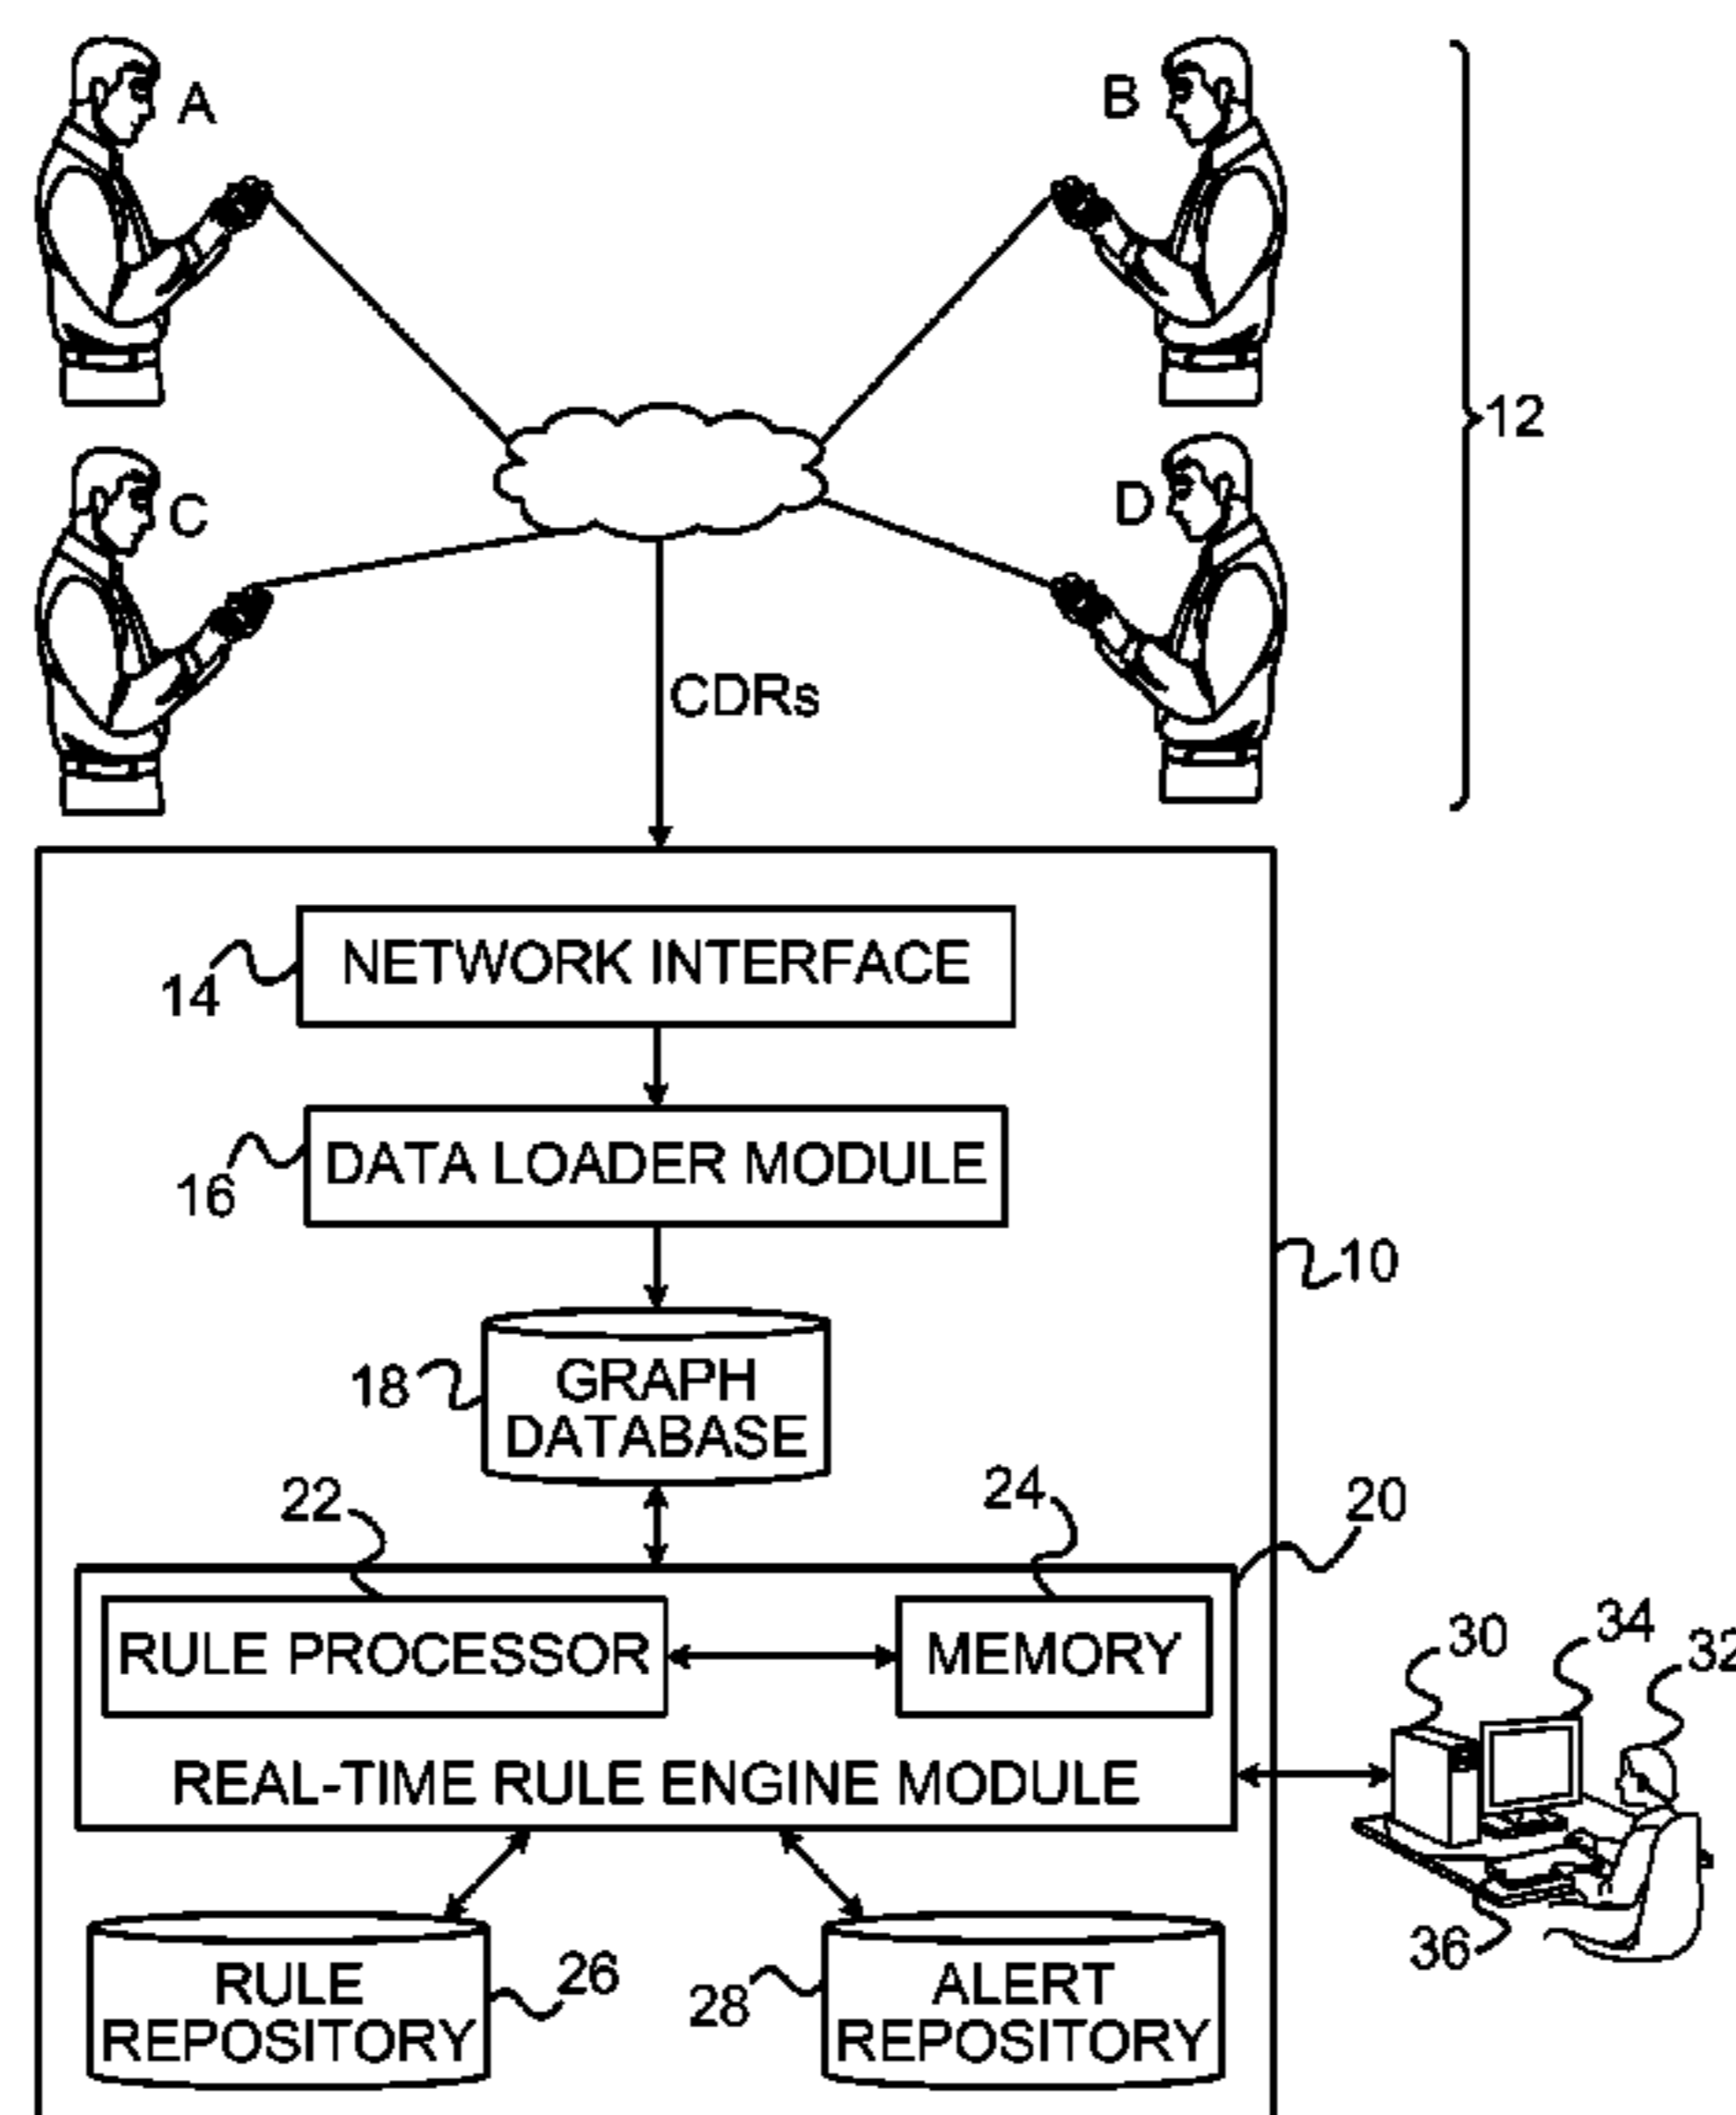 A
B
12
C
D
CDRs
NETWORK INTERFACE
14
DATA LOADER MODULE
16
10
GRAPH
DATABASE
18
22
24
20
RULE PROCESSOR
MEMORY
30
34
32
REAL-TIME RULE ENGINE MODULE
36
RULE
REPOSITORY
26
28
ALERT
REPOSITORY